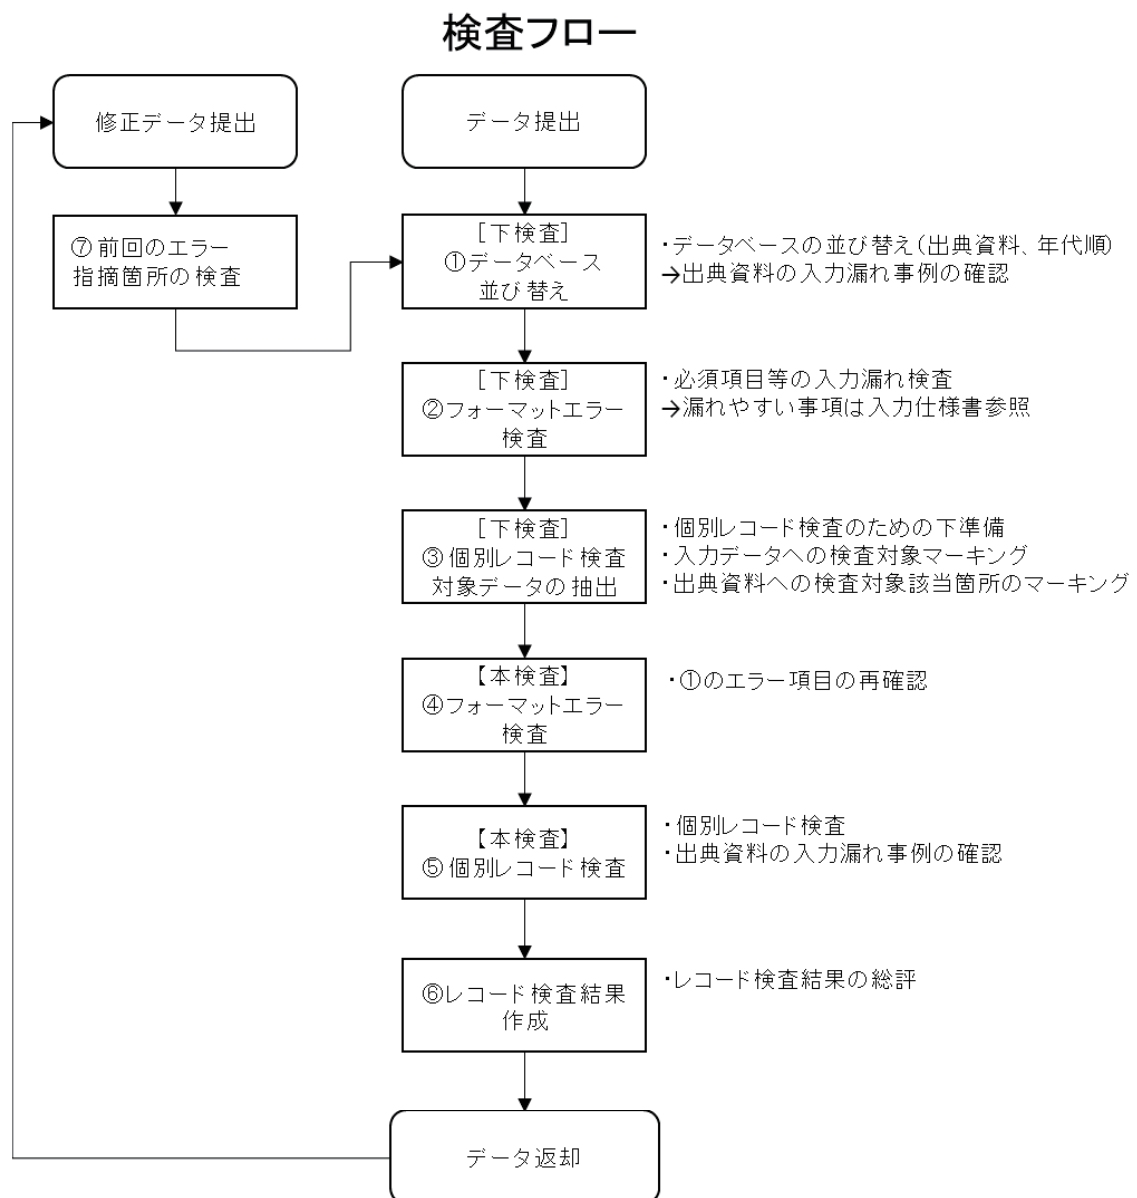 検査フロー
修正データ提出
データ提出
⑦前回のエラー
指摘箇所の検査
[下検査]
①データベース
並び替え
・データベースの並び替え(出典資料、年代順)
→出典資料の入力漏れ事例の確認
[下検査]
②フォーマットエラー
検査
・必須項目等の入力漏れ検査
→漏れやすい事項は入力仕様書参照
[下検査]
③個別レコード検査
対象データの抽出
・個別レコード検査のための下準備
・入力データへの検査対象マーキング
・出典資料への検査対象該当箇所のマーキング
【本検査】
④フォーマットエラー
検査
・①のエラー項目の再確認
【本検査】
⑤個別レコード検査
・個別レコード検査
・出典資料の入力漏れ事例の確認
⑥レコード検査結果
作成
・レコード検査結果の総評
データ返却